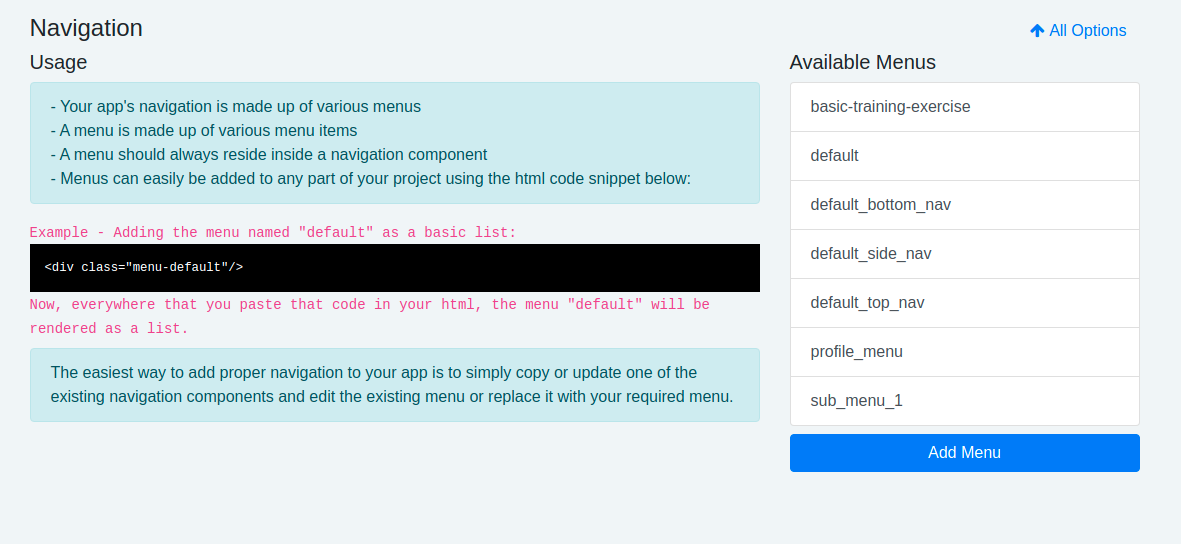 Navigation
All Options
Usage
- Your app's navigation is made up of various menus
- A menu is made up of various menu items
- A menu should always reside inside a navigation component
- Menus can easily be added to any part of your project using the html code snippet below:
Example - Adding the menu named "default" as a basic list:
<div class="menu-default"/>
Now, everywhere that you paste that code in your html, the menu "default" will be
rendered as a list.
The easiest way to add proper navigation to your app is to simply copy or update one of the
existing navigation components and edit the existing menu or replace it with your required menu.
Available Menus
basic-training-exercise
default
default_bottom_nav
default_side_nav
default_top_nav
profile_menu
sub_menu_1
Add Menu